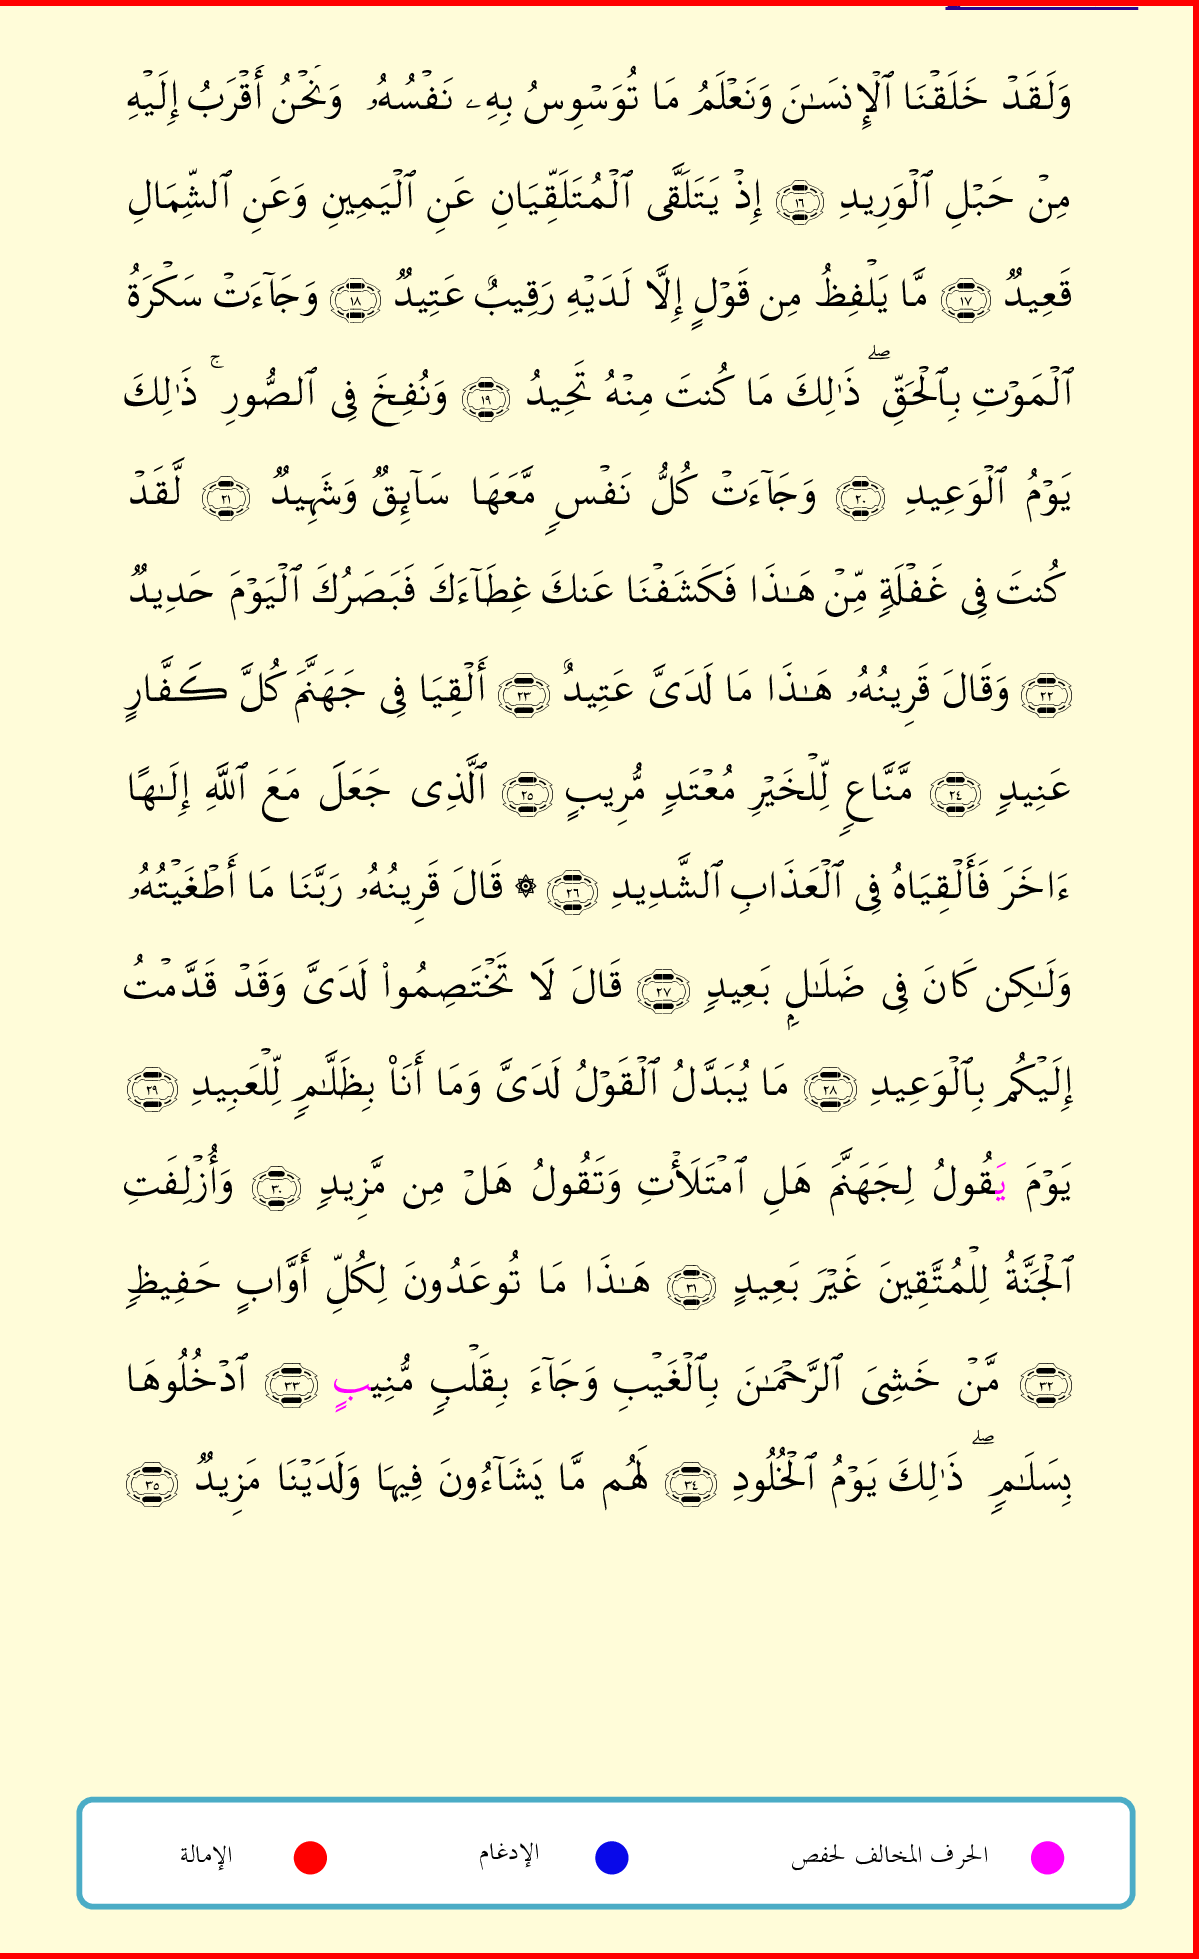 وَلَقَدۡ خَلَقۡنَا ٱلۡإِنسَـٰنَ وَنَعۡلَمُ مَا تُوَسۡوِسُ بِهِۦ نَفۡسُهُۥ وَنَحۡنُ أَقۡرَبُ إِلَيۡهِ
مِنۡ حَبۡلِ ٱلۡوَرِيدِ ١٦ إِذۡ يَتَلَقَّى ٱلۡمُتَلَقِّيَانِ عَنِ ٱلۡيَمِينِ وَعَنِ ٱلشِّمَالِ
قَعِيدٌ ١٧ مَّا يَلۡفِظُ مِن قَوۡلٍ إِلَّا لَدَيۡهِ رَقِيبٌ عَتِيدٌ ١٨ وَجَآءَتۡ سَكۡرَةُ
ٱلۡمَوۡتِ بِٱلۡحَقِّۖ ذَٰلِكَ مَا كُنتَ مِنۡهُ تَحِيدُ ١٩ وَنُفِخَ فِى ٱلصُّورِۚ ذَٰلِكَ
يَوۡمُ ٱلۡوَعِيدِ ٢٠ وَجَآءَتۡ كُلُّ نَفۡسٍ مَّعَهَا سَآئِقٌ وَشَهِيدٌ ٢١ لَّقَدۡ
كُنتَ فِى غَفۡلَةٍ مِّنۡ هَـٰذَا فَكَشَفۡنَا عَنكَ غِطَآءَكَ فَبَصَرُكَ ٱلۡيَوۡمَ حَدِيدٌ
٢٢ وَقَالَ قَرِينُهُۥ هَـٰذَا مَا لَدَىَّ عَتِيدٌ ٢٣ أَلۡقِيَا فِى جَهَنَّمَ كُلَّ كَفَّارٍ
عَنِيدٍ ٢٤ مَّنَّاعٍ لِّلۡخَيۡرِ مُعۡتَدٍ مُّرِيبٍ ٢٥ ٱلَّذِى جَعَلَ مَعَ ٱللَّهِ إِلَـٰهًا
ءَاخَرَ فَأَلۡقِيَاهُ فِى ٱلۡعَذَابِ ٱلشَّدِيدِ ٢٦ ۞ قَالَ قَرِينُهُۥ رَبَّنَا مَا أَطۡغَيۡتُهُۥ
وَلَـٰكِن كَانَ فِى ضَلَـٰلٍۭ بَعِيدٍ ٢٧ قَالَ لَا تَخۡتَصِمُوا۟ لَدَىَّ وَقَدۡ قَدَّمۡتُ
إِلَيۡكُم بِٱلۡوَعِيدِ ٢٨ مَا يُبَدَّلُ ٱلۡقَوۡلُ لَدَىَّ وَمَا أَنَا۠ بِظَلَّـٰمٍ لِّلۡعَبِيدِ ٢٩
يَوۡمَ يَقُولُ لِجَهَنَّمَ هَلِ ٱمۡتَلَأۡتِ وَتَقُولُ هَلۡ مِن مَّزِيدٍ ٣٠ وَأُزۡلِفَتِ
ٱلۡجَنَّةُ لِلۡمُتَّقِينَ غَيۡرَ بَعِيدٍ ٣١ هَـٰذَا مَا تُوعَدُونَ لِكُلِّ أَوَّابٍ حَفِيظٍ
٣٢ مَّنۡ خَشِىَ ٱلرَّحۡمَـٰنَ بِٱلۡغَيۡبِ وَجَآءَ بِقَلۡبٍ مُّنِيبٍ ٣٣ ٱدۡخُلُوهَا
بِسَلَـٰمٍۖ ذَٰلِكَ يَوۡمُ ٱلۡخُلُودِ ٣٤ لَهُم مَّا يَشَآءُونَ فِيهَا وَلَدَيۡنَا مَزِيدٌ ٣٥
الحرف المخالف لحفص الإدغام الإمالة